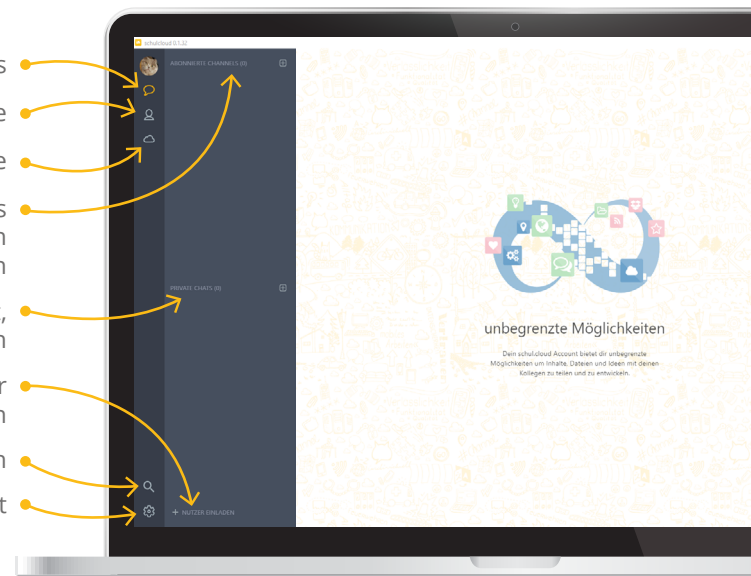 schul.cloud 0.1.32
ABONNIERTE CHANNELS (0)
PRIVATE CHATS (0)
NUTZER EINLADEN
unbegrenzte Möglichkeiten
Dein schul.cloud Account bietet dir unbegrenzte
Möglichkeiten um Inhalte, Dateien und Ideen mit deinen
Kollegen zu teilen und zu entwickeln.